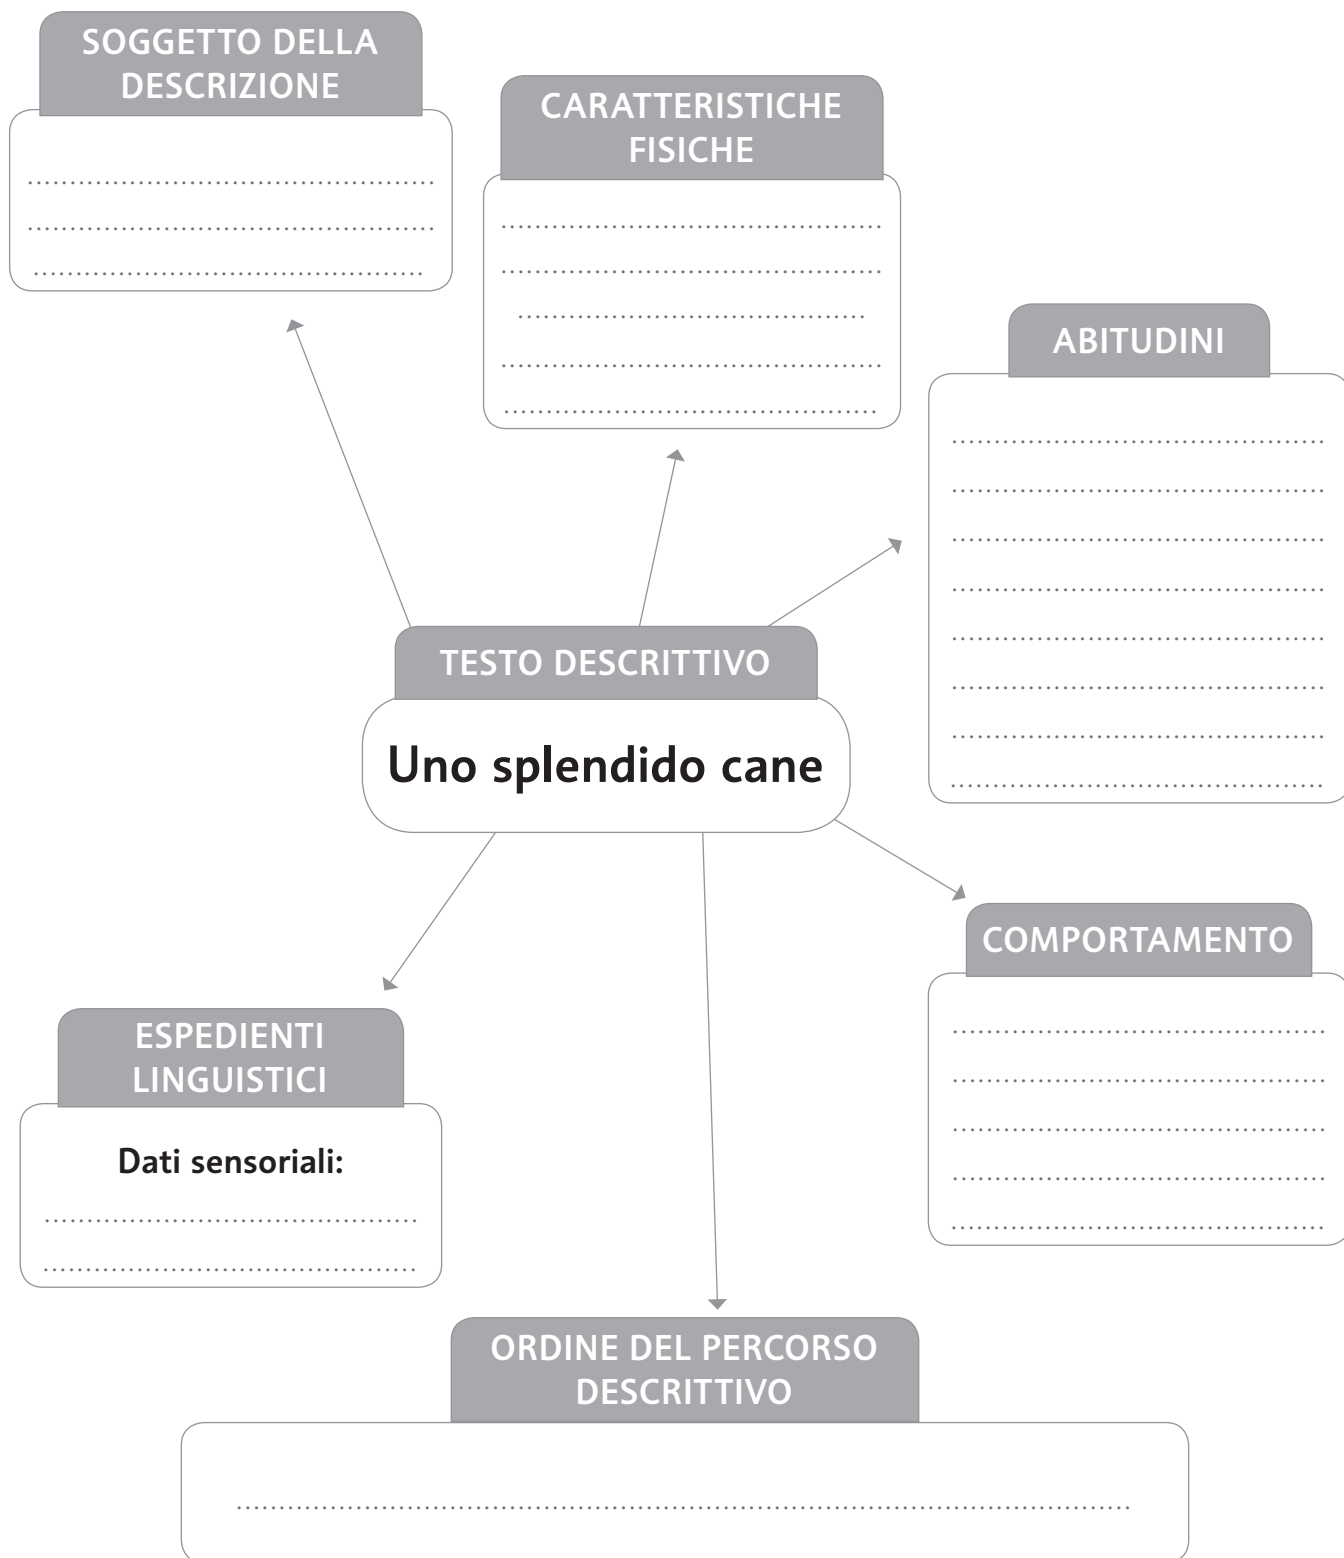 SOGGETTO DELLA
DESCRIZIONE
CARATTERISTICHE
FISICHE
ABITUDINI
TESTO DESCRITTIVO
Uno splendido cane
COMPORTAMENTO
ESPEDIENTI
LINGUISTICI
Dati sensoriali:
ORDINE DEL PERCORSO
DESCRITTIVO